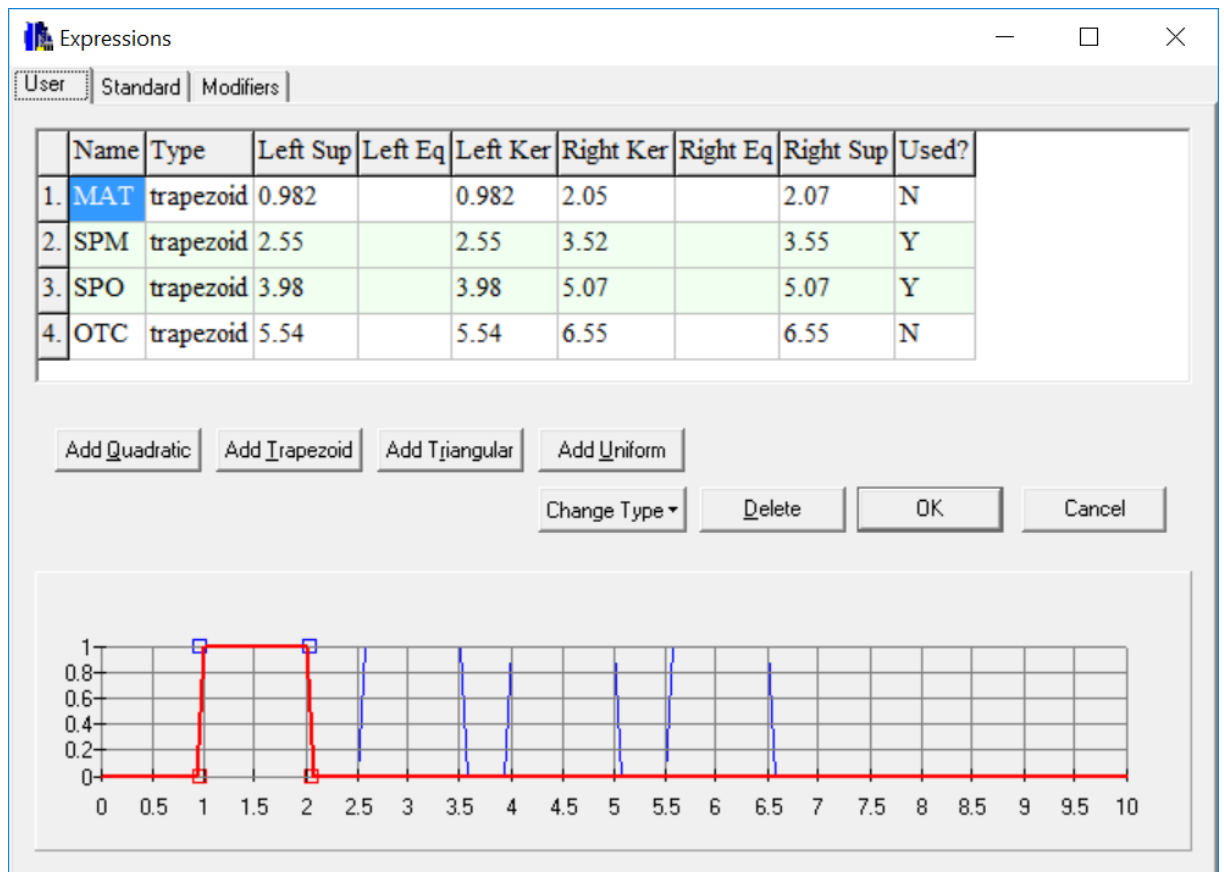 Expressions
User Standard Modifiers
Name Type Left Sup Left Eq Left Ker Right Ker Right Eq Right Sup Used?
1. MAT trapezoid 0.982 0.982 2.05 2.07 N
2. SPM trapezoid 2.55 2.55 3.52 3.55 Y
3. SPO trapezoid 3.98 3.98 5.07 5.07 Y
4. OTC trapezoid 5.54 5.54 6.55 6.55 N
Add Quadratic Add Trapezoid Add Triangular Add Uniform
Change Type Delete OK Cancel
1
0.8
0.6
0.4
0.2
0
0 0.5 1 1.5 2 2.5 3 3.5 4 4.5 5 5.5 6 6.5 7 7.5 8 8.5 9 9.5 10